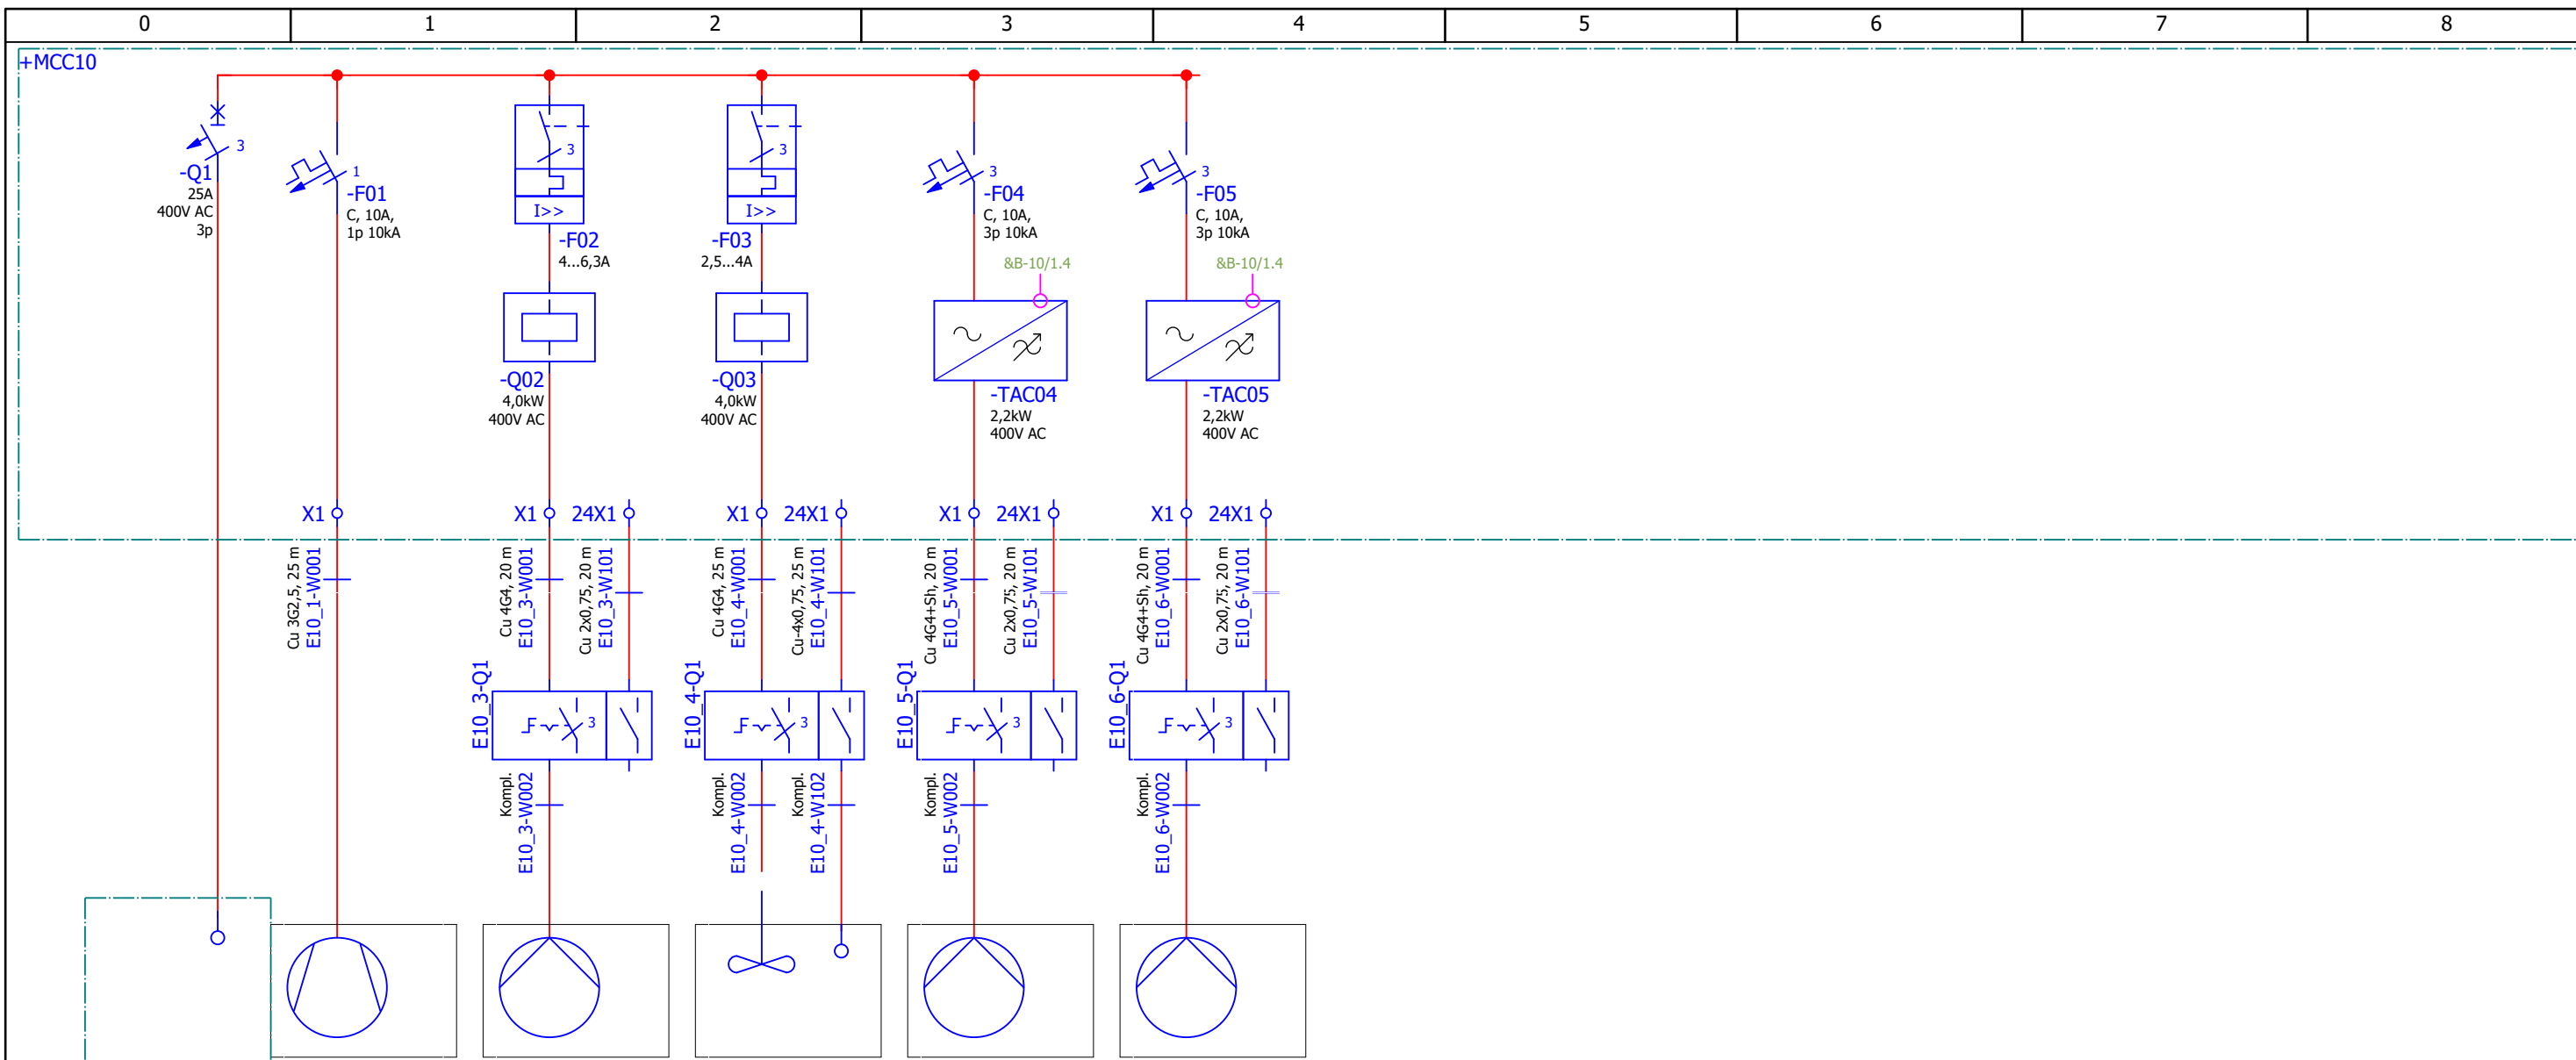 0 1 2 3 4 5 6 7 8
+MCC10
3
-Q1
25A
400V AC
3p
1
-F01
C, 10A,
1p 10kA
3
I>>
-F02
4...6,3A
3
I>>
-F03
2,5...4A
3
-F04
C, 10A,
3p 10kA
3
-F05
C, 10A,
3p 10kA
&B-10/1.4
&B-10/1.4
-Q02
4,0kW
400V AC
-Q03
4,0kW
400V AC
-TAC04
2,2kW
400V AC
-TAC05
2,2kW
400V AC
X1
X1
24X1
X1
24X1
X1
24X1
X1
24X1
Cu 3G2,5, 25 m
E10_1-W001
Cu 4G4, 20 m
E10_3-W001
Cu 2x0,75, 20 m
E10_3-W101
Cu 4G4, 25 m
E10_4-W001
Cu-4x0,75, 25 m
E10_4-W101
Cu 4G4+Sh, 20 m
E10_5-W001
Cu 2x0,75, 20 m
E10_5-W101
Cu 4G4+Sh, 20 m
E10_6-W001
Cu 2x0,75, 20 m
E10_6-W101
E10_3-Q1
3
E10_4-Q1
3
E10_5-Q1
3
E10_6-Q1
3
Kompl.
E10_3-W002
Kompl.
E10_4-W002
Kompl.
E10_4-W102
Kompl.
E10_5-W002
Kompl.
E10_6-W002